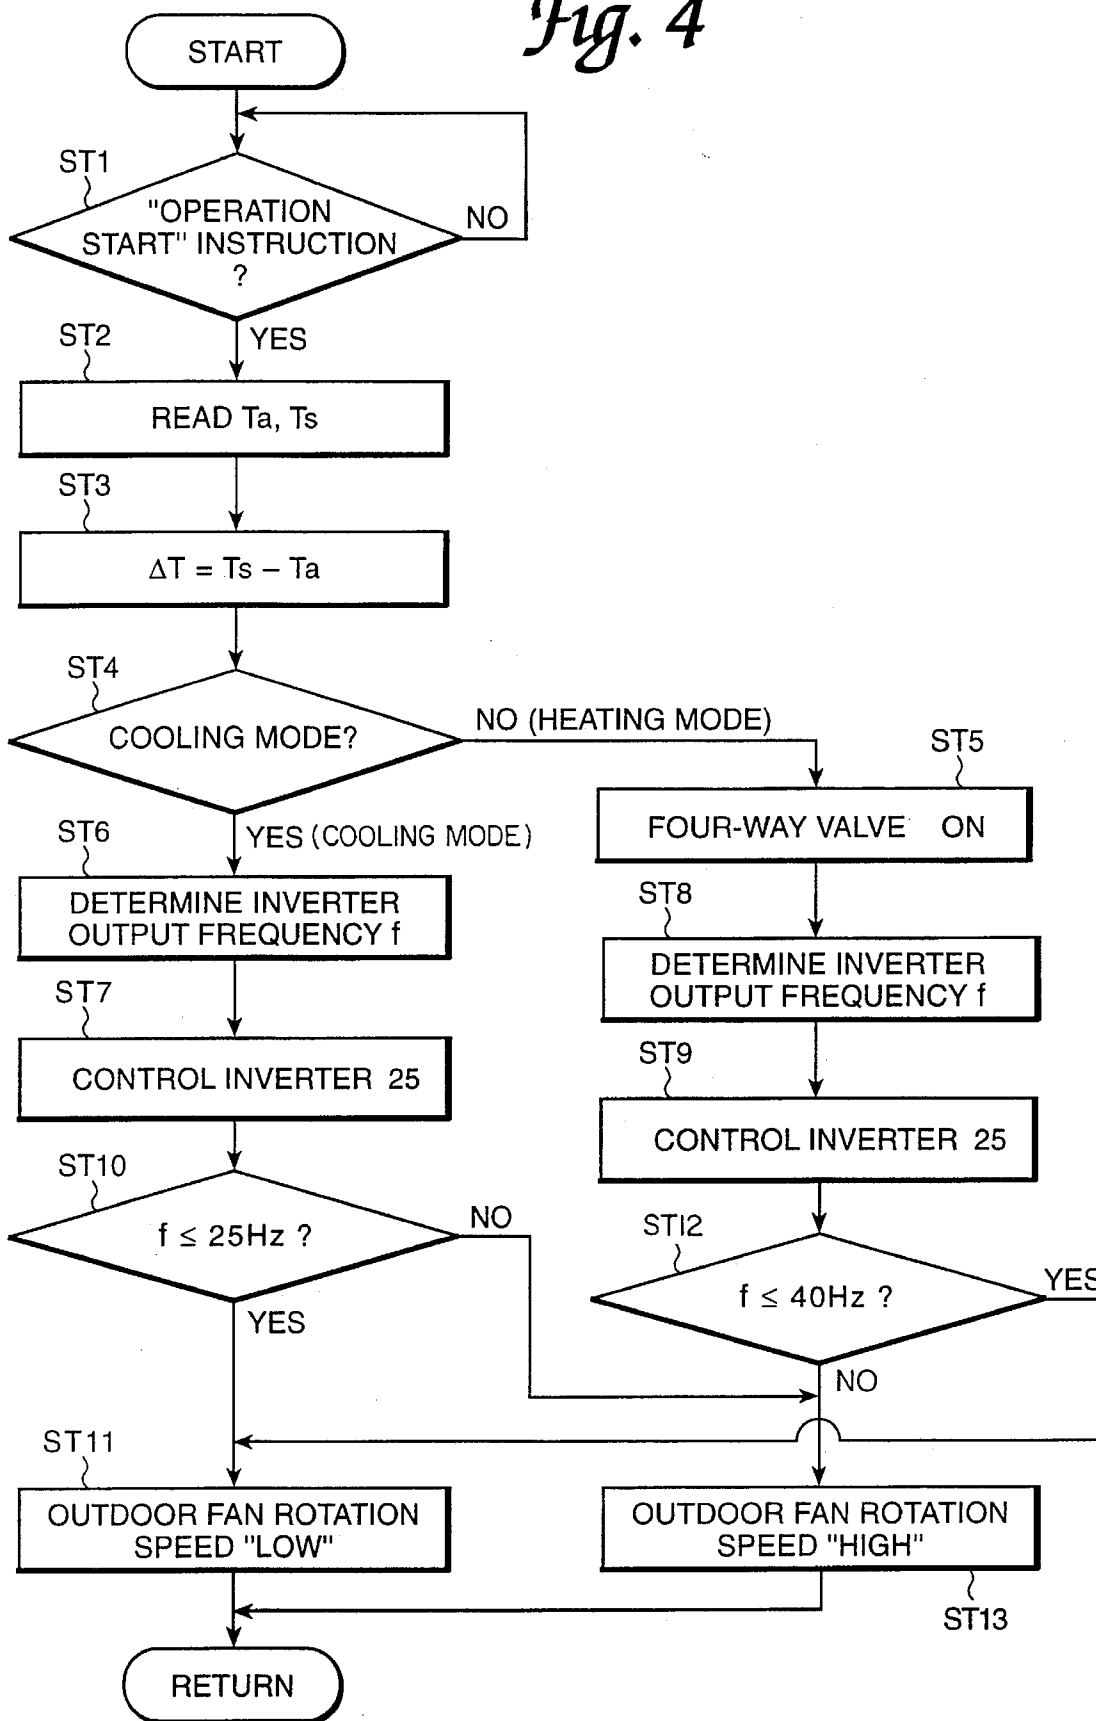 Fig. 4
START
ST1
"OPERATION
START" INSTRUCTION
?
NO
YES
ST2
READ Ta, Ts
ST3
ΔT = Ts – Ta
ST4
COOLING MODE?
NO (HEATING MODE)
YES (COOLING MODE)
ST5
FOUR-WAY VALVE ON
ST6
DETERMINE INVERTER
OUTPUT FREQUENCY f
ST8
DETERMINE INVERTER
OUTPUT FREQUENCY f
ST7
CONTROL INVERTER 25
ST9
CONTROL INVERTER 25
ST10
f ≤ 25Hz ?
NO
YES
ST12
f ≤ 40Hz ?
YES
NO
ST11
OUTDOOR FAN ROTATION
SPEED "LOW"
OUTDOOR FAN ROTATION
SPEED "HIGH"
ST13
RETURN